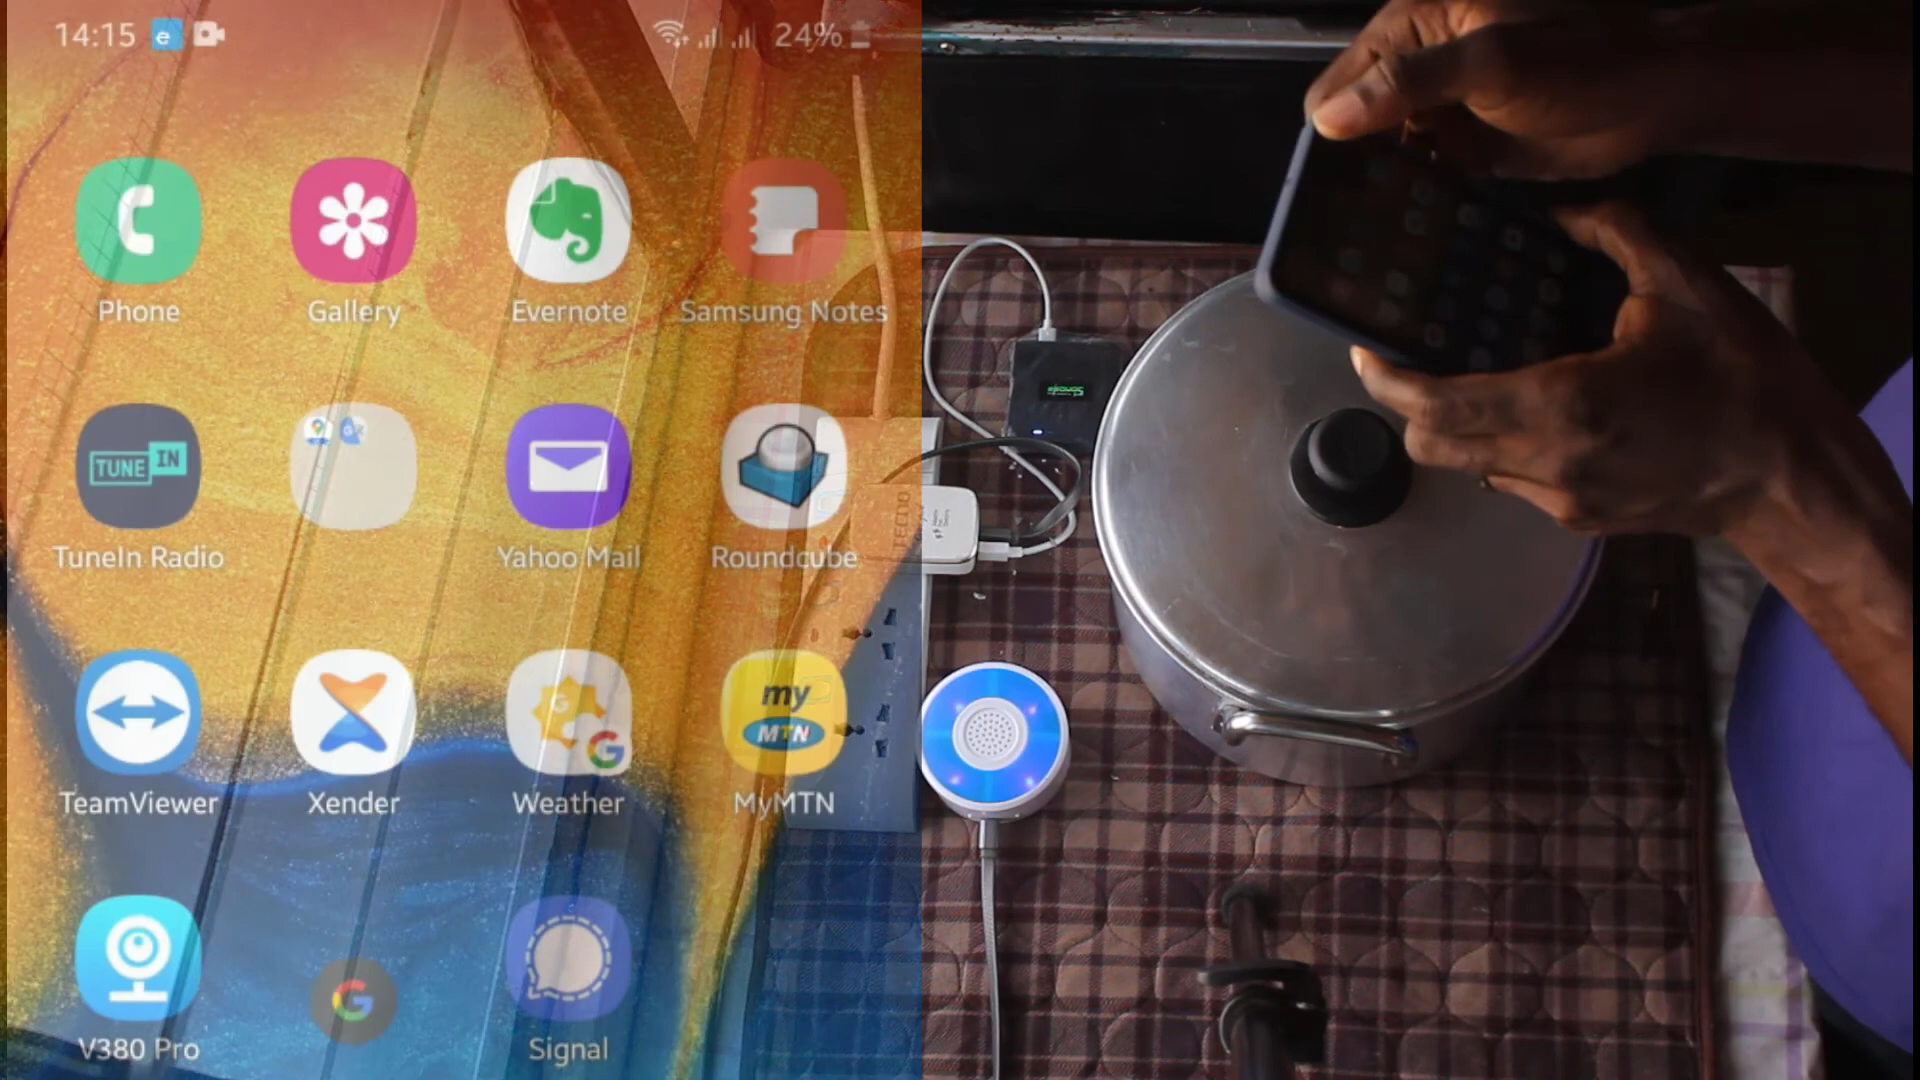 14:15
24%
Phone
Gallery
Evernote
Samsung Notes
TUNE IN
TuneIn Radio
Yahoo Mail
Roundcube
TECNO
TeamViewer
Xender
G
Weather
my
MTN
MyMTN
V380 Pro
G
Signal